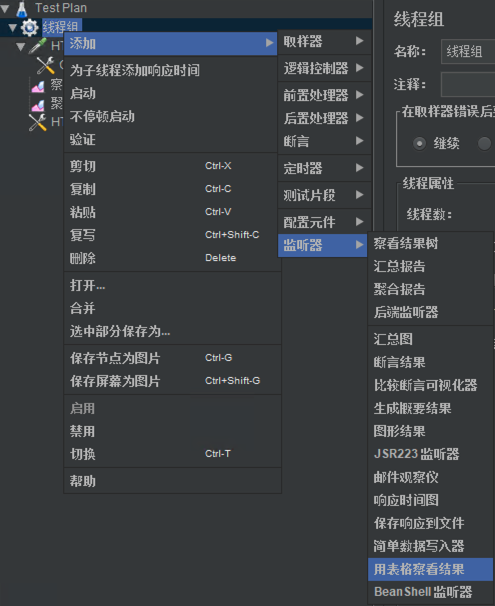 Test Plan
线程组
HT
察
聚
HT
添加
为子线程添加响应时间
启动
不停顿启动
验证
剪切 Ctrl-X
复制 Ctrl-C
粘贴 Ctrl-V
复写 Ctrl+Shift-C
删除 Delete
打开...
合并
选中部分保存为...
保存节点为图片 Ctrl-G
保存屏幕为图片 Ctrl+Shift-G
启用
禁用
切换 Ctrl-T
帮助
取样器
逻辑控制器
前置处理器
后置处理器
断言
定时器
测试片段
配置元件
监听器
察看结果树
汇总报告
聚合报告
后端监听器
汇总图
断言结果
比较断言可视化器
生成概要结果
图形结果
JSR223 监听器
邮件观察仪
响应时间图
保存响应到文件
简单数据写入器
用表格察看结果
BeanShell 监听器
线程组
名称： 线程组
注释：
在取样器错误后
继续
线程属性
线程数：